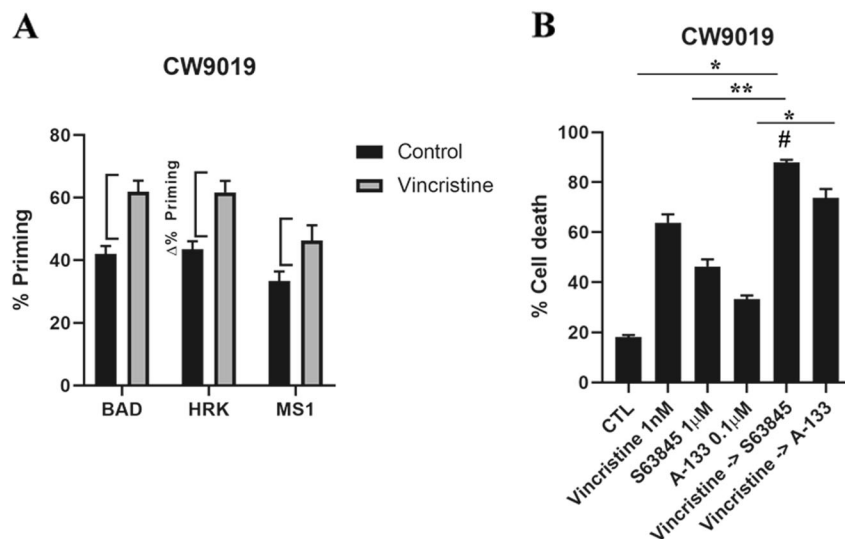 A
CW9019
80
60
40
20
0
% Priming
Δ% Priming
BAD HRK MS1
Control
Vincristine
B
CW9019
*
**
*
#
100
80
60
40
20
0
% Cell death
CTL
Vincristine 1nM
S63845 1μM
A-133 0.1μM
Vincristine -> S63845
Vincristine -> A-133